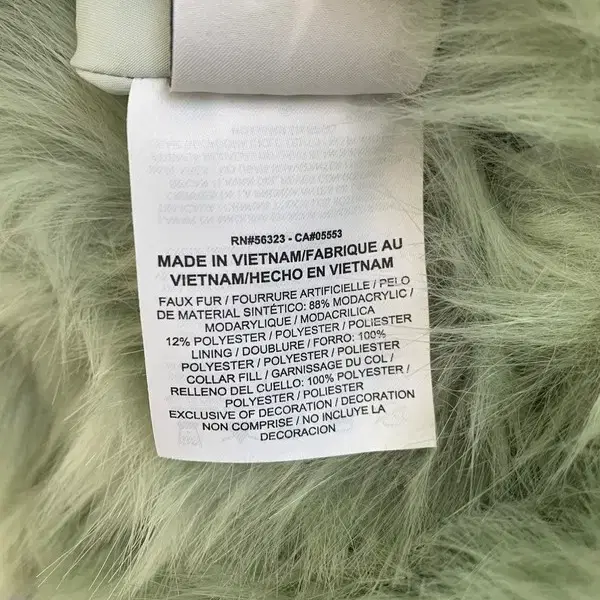 RN#56323 - CA#05553
MADE IN VIETNAM/FABRIQUE AU
VIETNAM/HECHO EN VIETNAM
FAUX FUR / FOURRURE ARTIFICIELLE / PELO
DE MATERIAL SINTÉTICO: 88% MODACRYLIC /
MODARYLIQUE / MODACRILICA
12% POLYESTER / POLYESTER / POLIESTER
LINING / DOUBLURE / FORRO: 100%
POLYESTER / POLYESTER / POLIESTER
COLLAR FILL / GARNISSAGE DU COL /
RELLENO DEL CUELLO: 100% POLYESTER /
POLYESTER / POLIESTER
EXCLUSIVE OF DECORATION / DECORATION
NON COMPRISE / NO INCLUYE LA
DECORACION